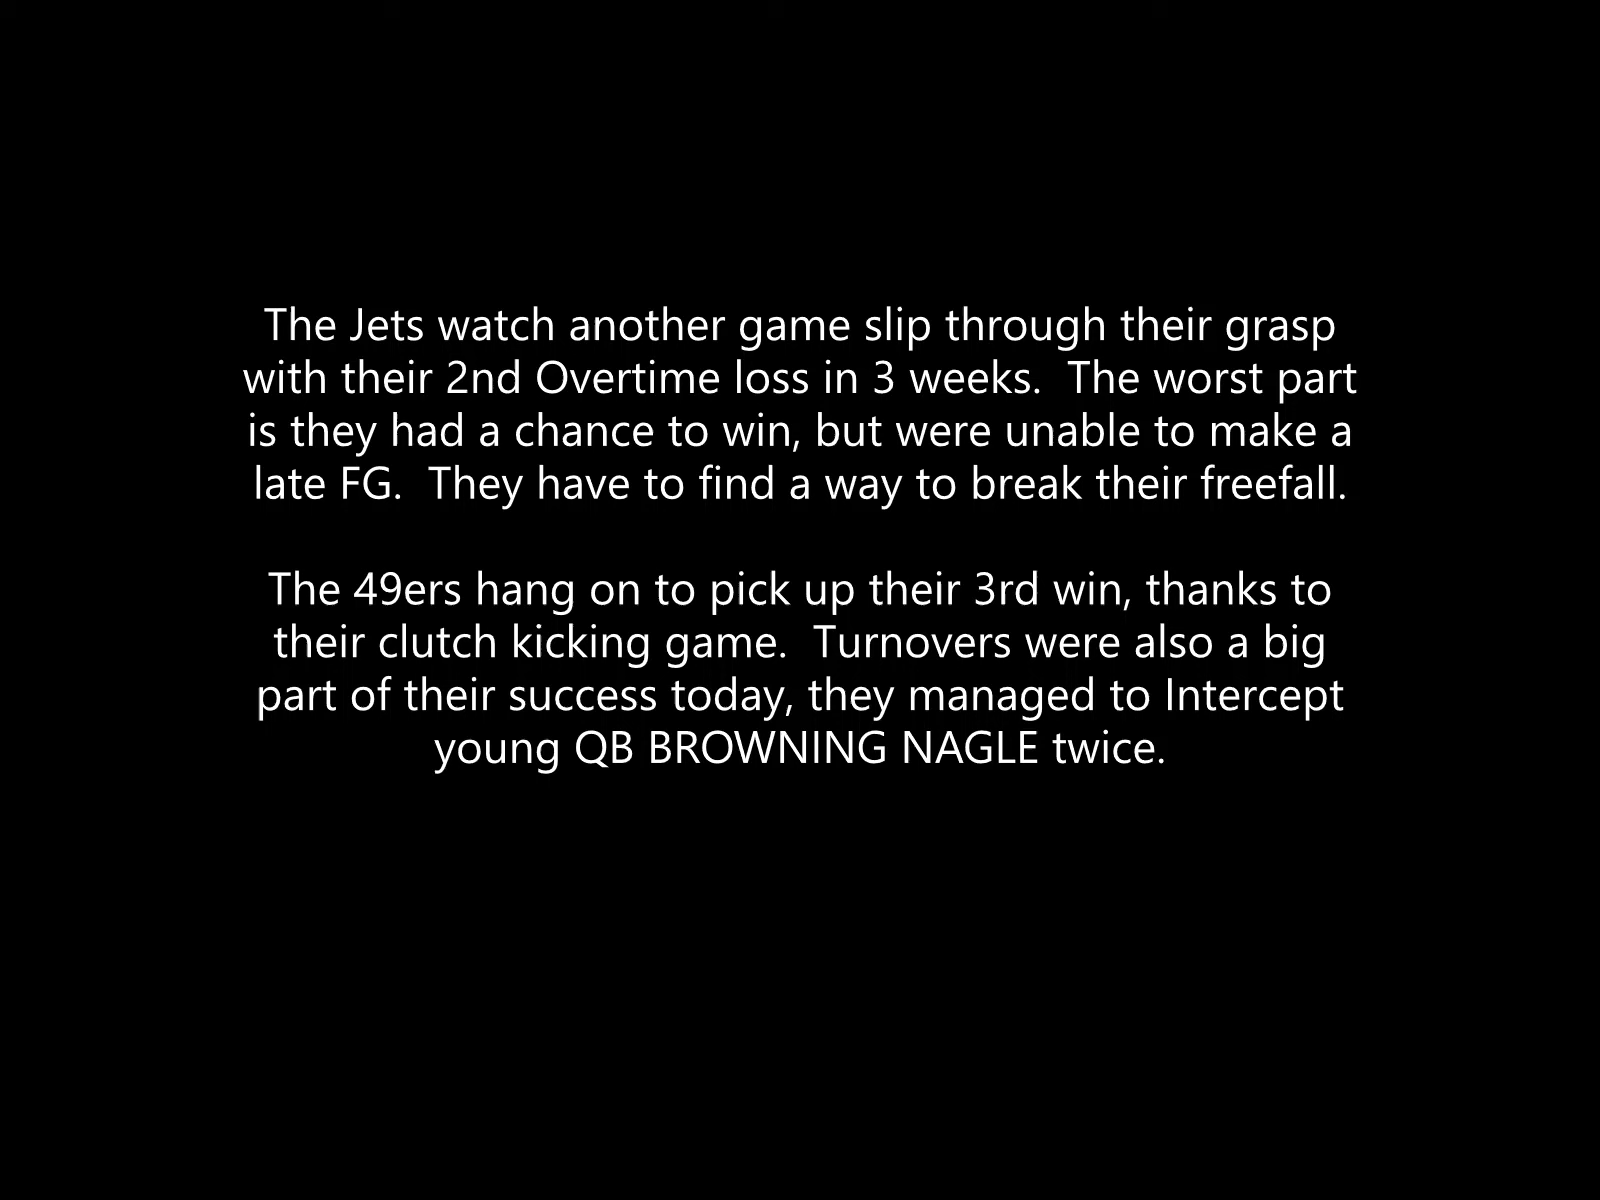 The Jets watch another game slip through their grasp
with their 2nd Overtime loss in 3 weeks.  The worst part
is they had a chance to win, but were unable to make a
late FG.  They have to find a way to break their freefall.
The 49ers hang on to pick up their 3rd win, thanks to
their clutch kicking game.  Turnovers were also a big
part of their success today, they managed to Intercept
young QB BROWNING NAGLE twice.